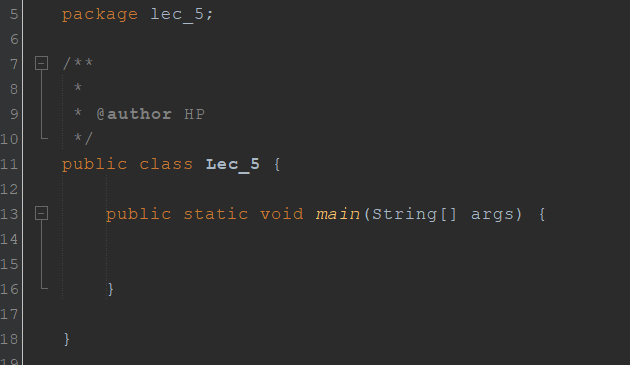 5 package lec_5;
6
7 /**
8 *
9 * @author HP
10 */
11 public class Lec_5 {
12
13 public static void main(String[] args) {
14
15
16 }
17
18 }
19